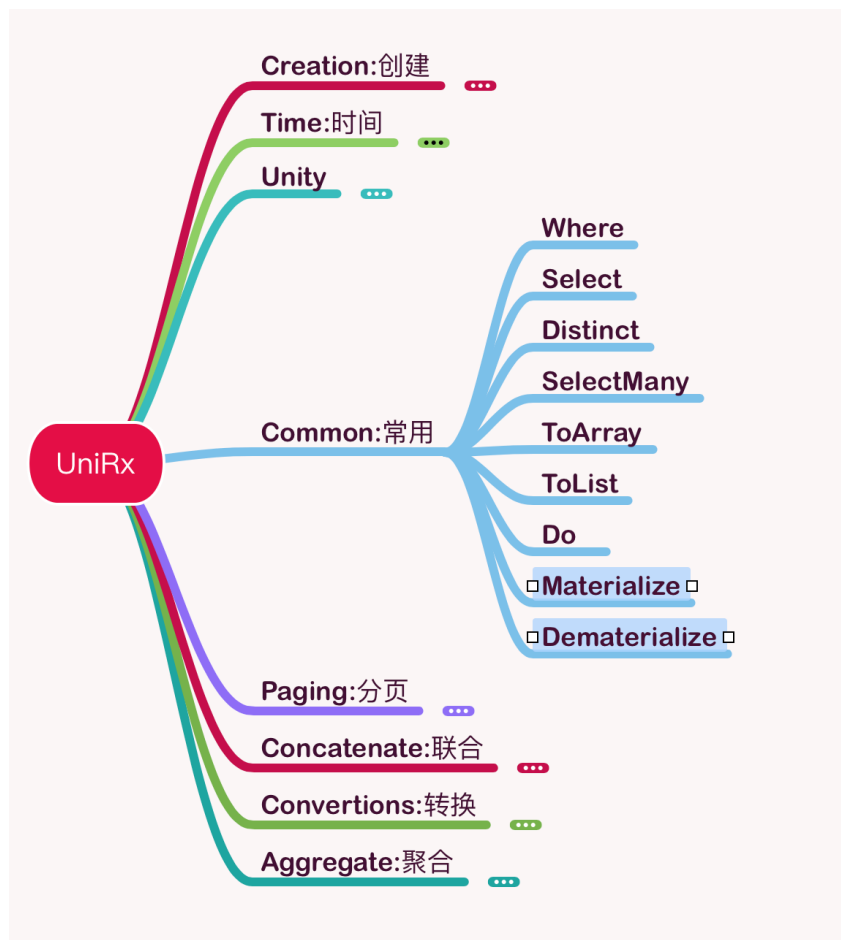 Creation:创建
Time:时间
Unity
Where
Select
Distinct
SelectMany
Common:常用
ToArray
UniRx
ToList
Do
Materialize
Dematerialize
Paging:分页
Concatenate:联合
Convertions:转换
Aggregate:聚合